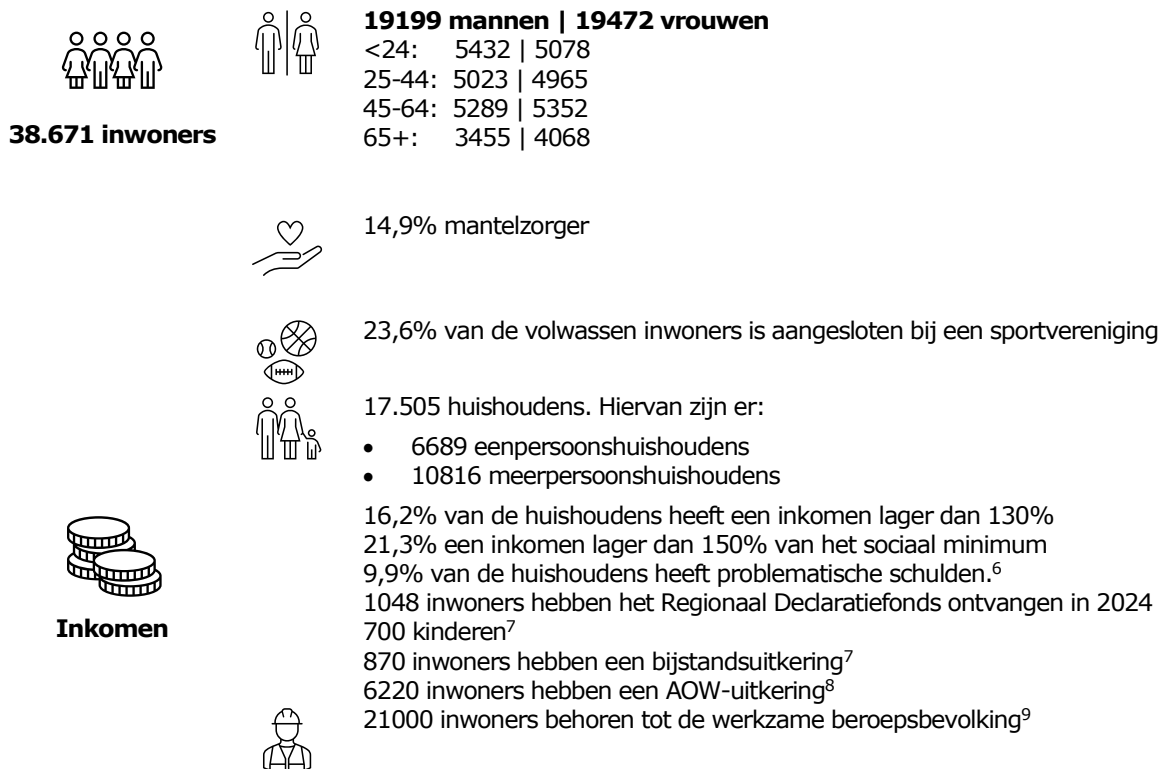 38.671 inwoners
19199 mannen | 19472 vrouwen
<24: 5432 | 5078
25-44: 5023 | 4965
45-64: 5289 | 5352
65+: 3455 | 4068
14,9% mantelzorger
23,6% van de volwassen inwoners is aangesloten bij een sportvereniging
17.505 huishoudens. Hiervan zijn er:
• 6689 eenpersoonshuishoudens
• 10816 meerpersoonshuishoudens
Inkomen
16,2% van de huishoudens heeft een inkomen lager dan 130%
21,3% een inkomen lager dan 150% van het sociaal minimum
9,9% van de huishoudens heeft problematische schulden.⁶
1048 inwoners hebben het Regionaal Declaratiefonds ontvangen in 2024
700 kinderen⁷
870 inwoners hebben een bijstandsuitkering⁷
6220 inwoners hebben een AOW-uitkering⁸
21000 inwoners behoren tot de werkzame beroepsbevolking⁹